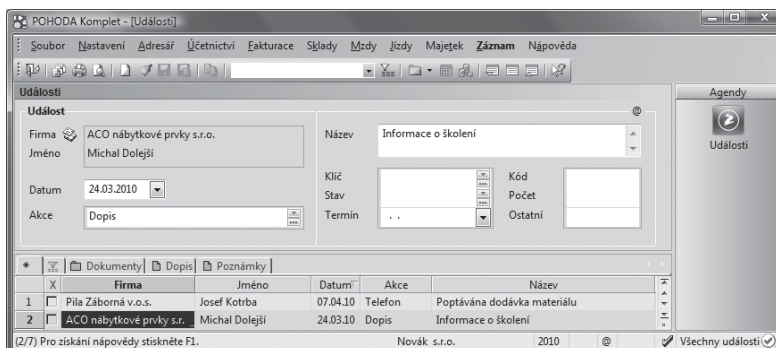 POHODA Komplet - [Události]
Soubor Nastavení Adresář Účetnictví Fakturace Sklady Mzdy Jízdy Majetek Záznam Nápověda
Události
Agendy
Událost @
Firma ACO nábytkové prvky s.r.o.
Název Informace o školení
Události
Jméno Michal Dolejší
Klíč Kód
Datum 24.03.2010
Stav Počet
Akce Dopis
Termín . . Ostatní
* Dokumenty Dopis Poznámky
X Firma Jméno Datum Akce Název
1 Pila Záborná v.o.s. Josef Kotrba 07.04.10 Telefon Poptávána dodávka materiálu
2 ACO nábytkové prvky s.r. .. Michal Dolejší 24.03.10 Dopis Informace o školení
(2/7) Pro získání nápovědy stiskněte F1. Novák s.r.o. 2010 @ Všechny události